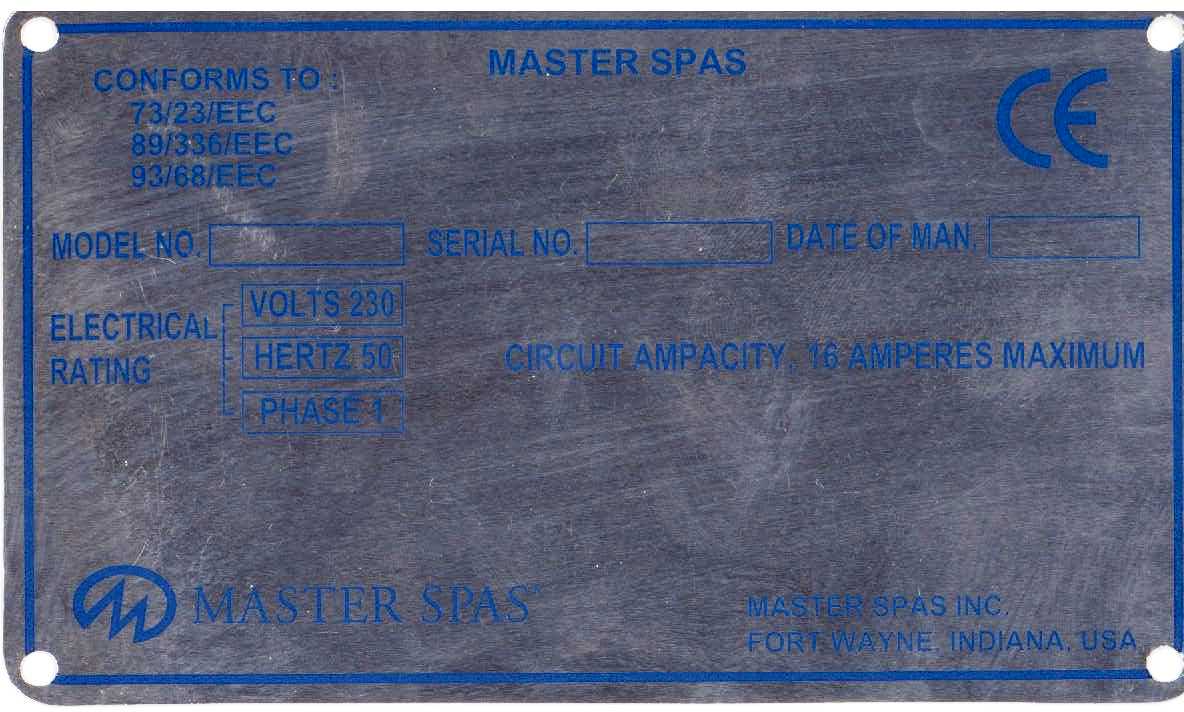 MASTER SPAS
CONFORMS TO :
73/23/EEC
89/336/EEC
93/68/EEC
CE
MODEL NO. SERIAL NO. DATE OF MAN.
ELECTRICAL RATING
VOLTS 230
HERTZ 50
PHASE 1
CIRCUIT AMPACITY, 16 AMPERES MAXIMUM
MASTER SPAS
MASTER SPAS INC.
FORT WAYNE, INDIANA, USA